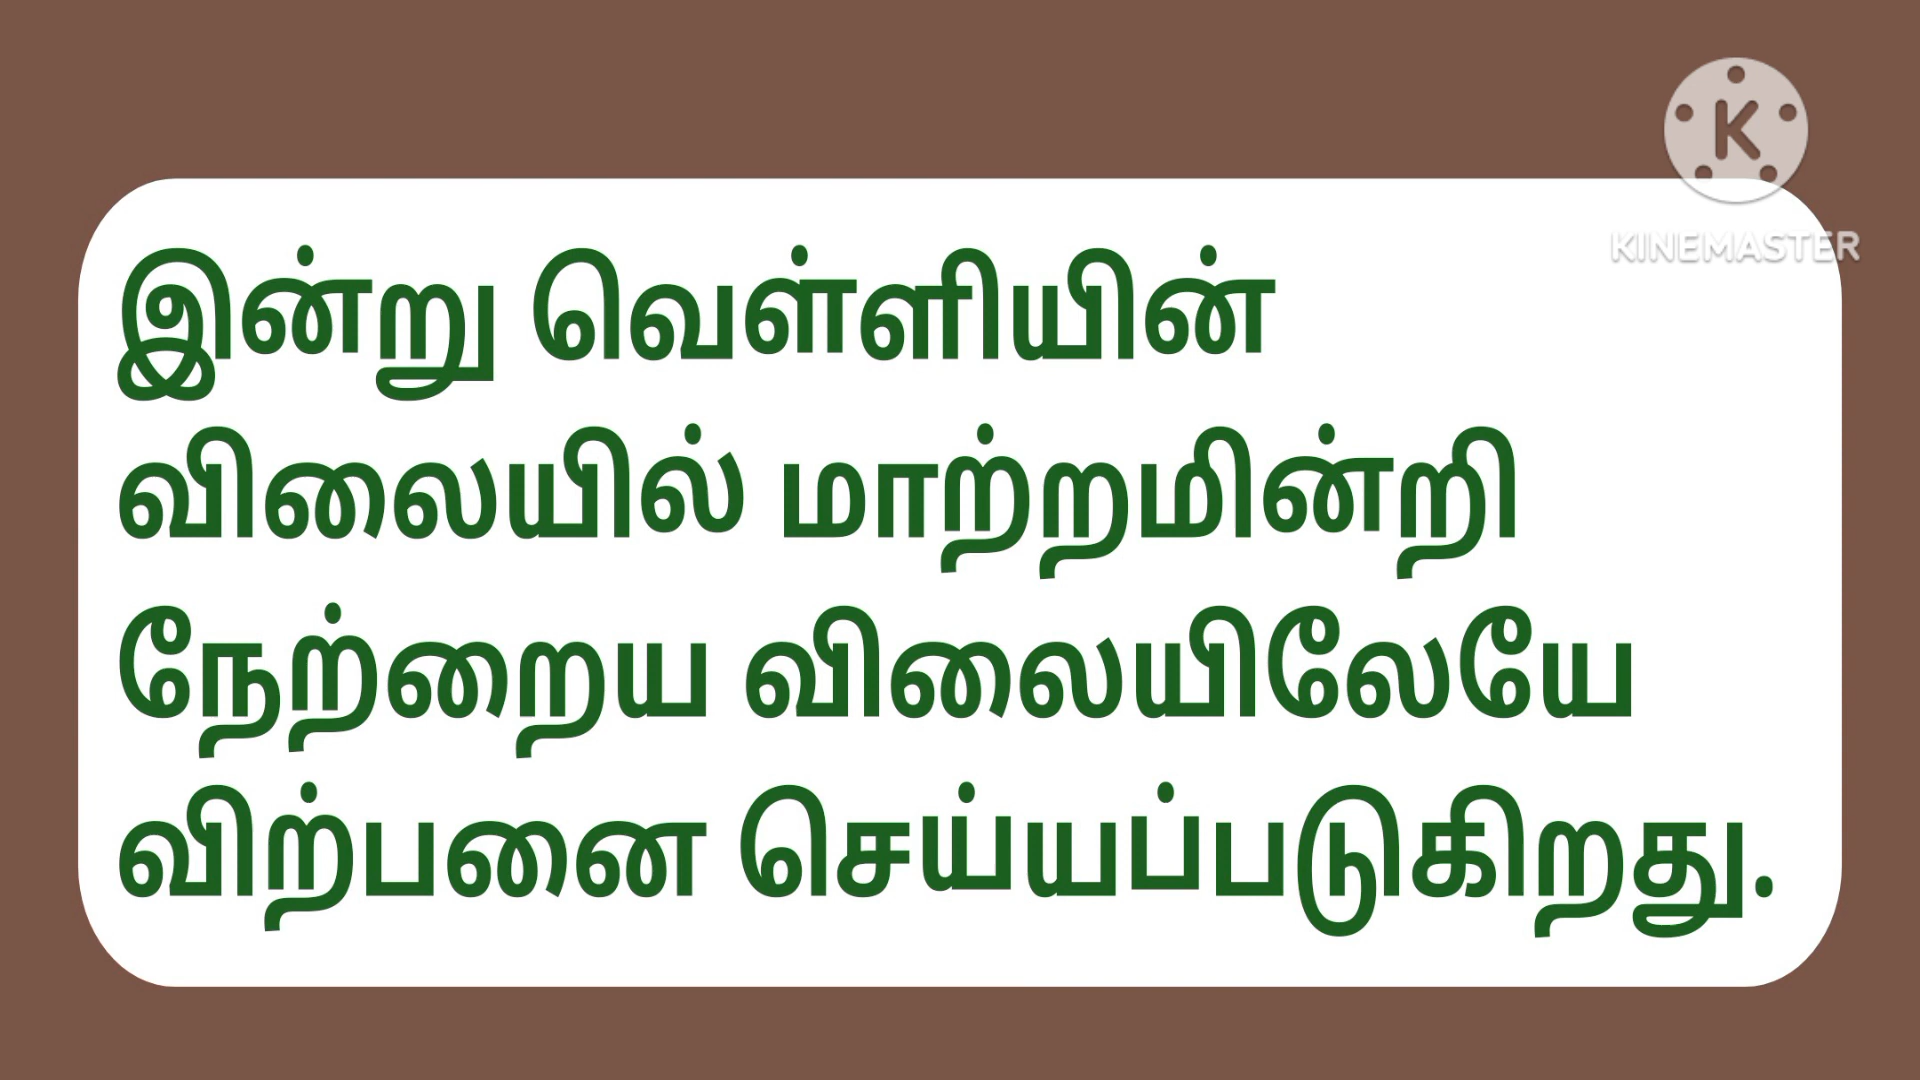 KINEMASTER
இன்று வெள்ளியின்
விலையில் மாற்றமின்றி
நேற்றைய விலையிலேயே
விற்பனை செய்யப்படுகிறது.